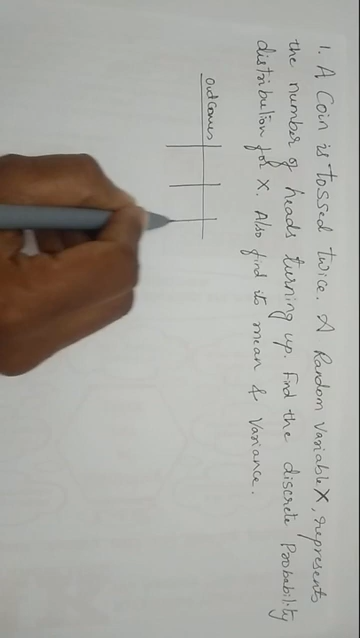 1. A Coin is tossed twice. A Random Variable X, represents
the number of heads turning up. Find the discrete Probability
distribution for X. Also find its mean & Variance.
outcomes